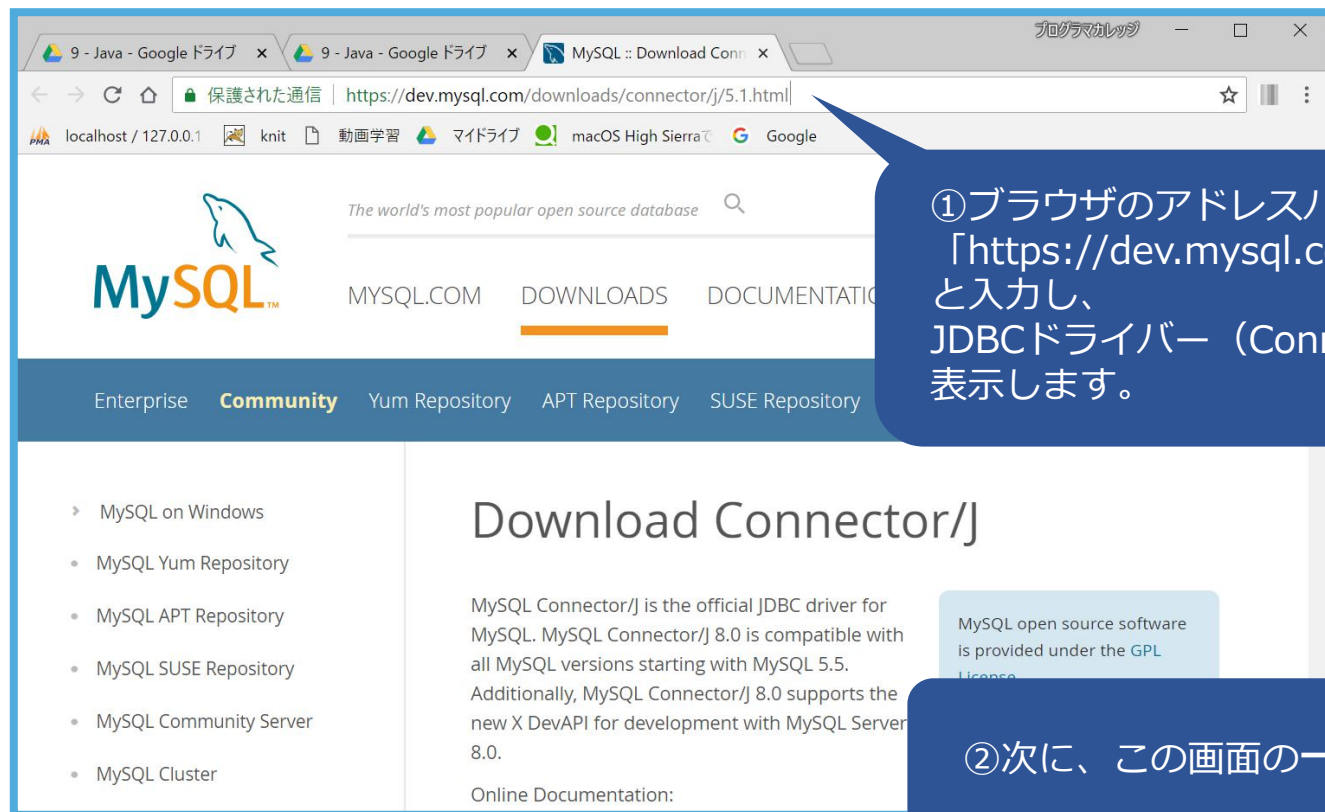 プログラマカレッジ
9 - Java - Google ドライブ
9 - Java - Google ドライブ
MySQL :: Download Conn
保護された通信
https://dev.mysql.com/downloads/connector/j/5.1.html
PMA
localhost / 127.0.0.1
knit
動画学習
マイドライブ
macOS High Sierraで
Google
MySQL™
The world's most popular open source database
MYSQL.COM
DOWNLOADS
DOCUMENTATIO
①ブラウザのアドレスバ
「https://dev.mysql.c
と入力し、
JDBCドライバー（Con
表示します。
Enterprise
Community
Yum Repository
APT Repository
SUSE Repository
MySQL on Windows
MySQL Yum Repository
MySQL APT Repository
MySQL SUSE Repository
MySQL Community Server
MySQL Cluster
Download Connector/J
MySQL Connector/J is the official JDBC driver for
MySQL. MySQL Connector/J 8.0 is compatible with
all MySQL versions starting with MySQL 5.5.
Additionally, MySQL Connector/J 8.0 supports the
new X DevAPI for development with MySQL Server
8.0.
Online Documentation:
MySQL open source software
is provided under the GPL
License.
②次に、この画面の一